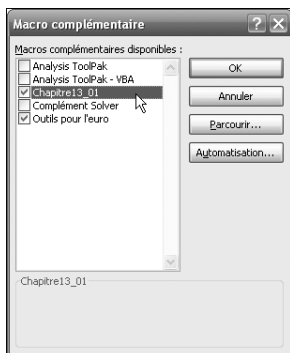 Macro complémentaire
Macros complémentaires disponibles :
Analysis ToolPak
Analysis ToolPak - VBA
Chapitre13_01
Complément Solver
Outils pour l'euro
OK
Annuler
Parcourir...
Automatisation...
Chapitre13_01